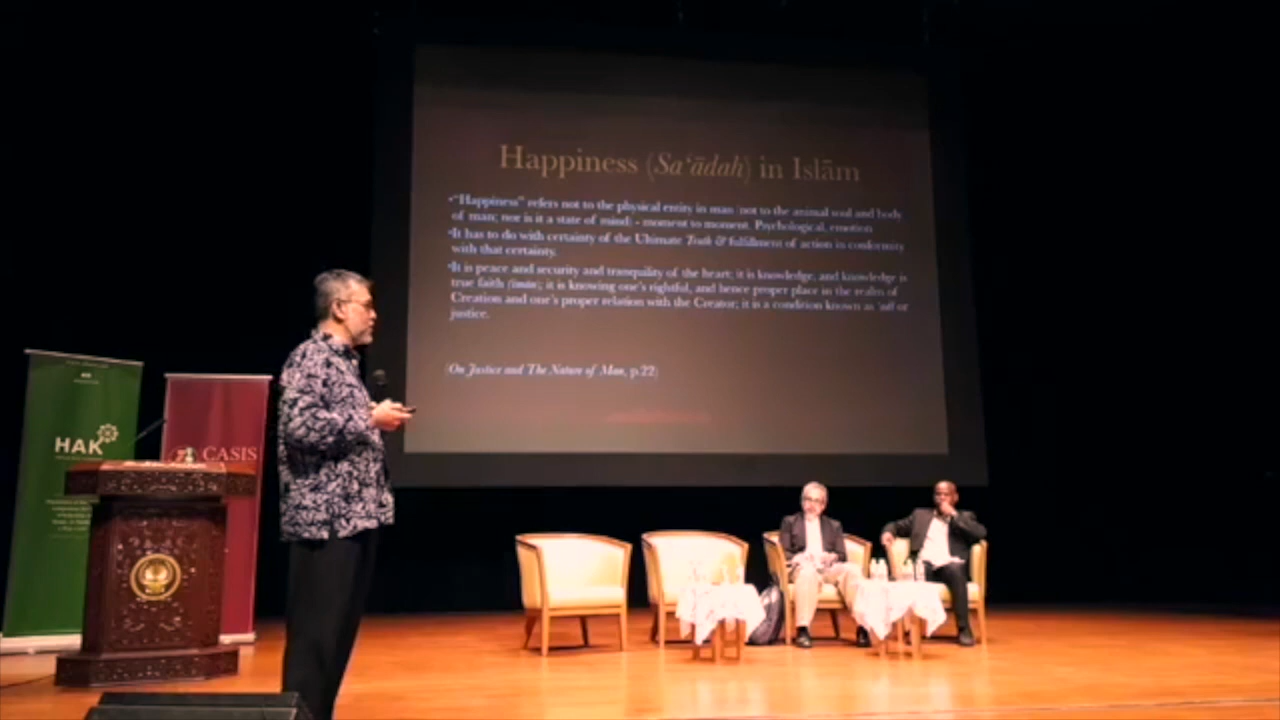 Happiness (Sa‘ādah) in Islām
•"Happiness" refers not to the physical entity in man (not to the animal soul and body
of man; nor is it a state of mind) - moment to moment. Psychological, emotion
•It has to do with certainty of the Ultimate Truth & fulfillment of action in conformity
with that certainty.
•It is peace and security and tranquility of the heart; it is knowledge, and knowledge is
true faith (imān); it is knowing one's rightful, and hence proper place in the realm of
Creation and one's proper relation with the Creator; it is a condition known as ‘adl or
justice.
(On Justice and The Nature of Man, p.22)
HAK
CASIS